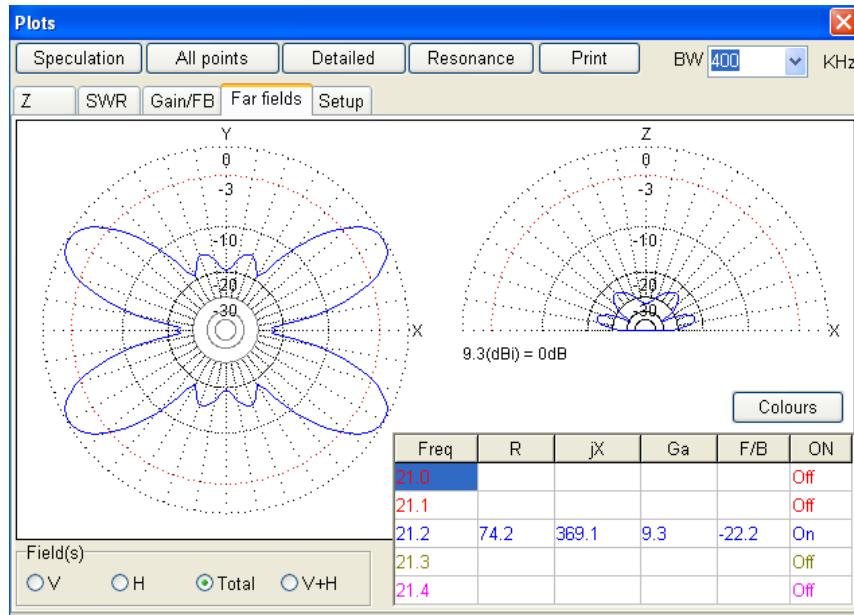 Plots
Speculation All points Detailed Resonance Print BW 400 KHz
Z SWR Gain/FB Far fields Setup
Y
0
-3
-10
-20
-30
X
Z
0
-3
-10
-20
-30
X
9.3(dBi) = 0dB
Colours
Freq R jX Ga F/B ON
21.0 Off
21.1 Off
21.2 74.2 369.1 9.3 -22.2 On
21.3 Off
21.4 Off
Field(s)
V H Total V+H